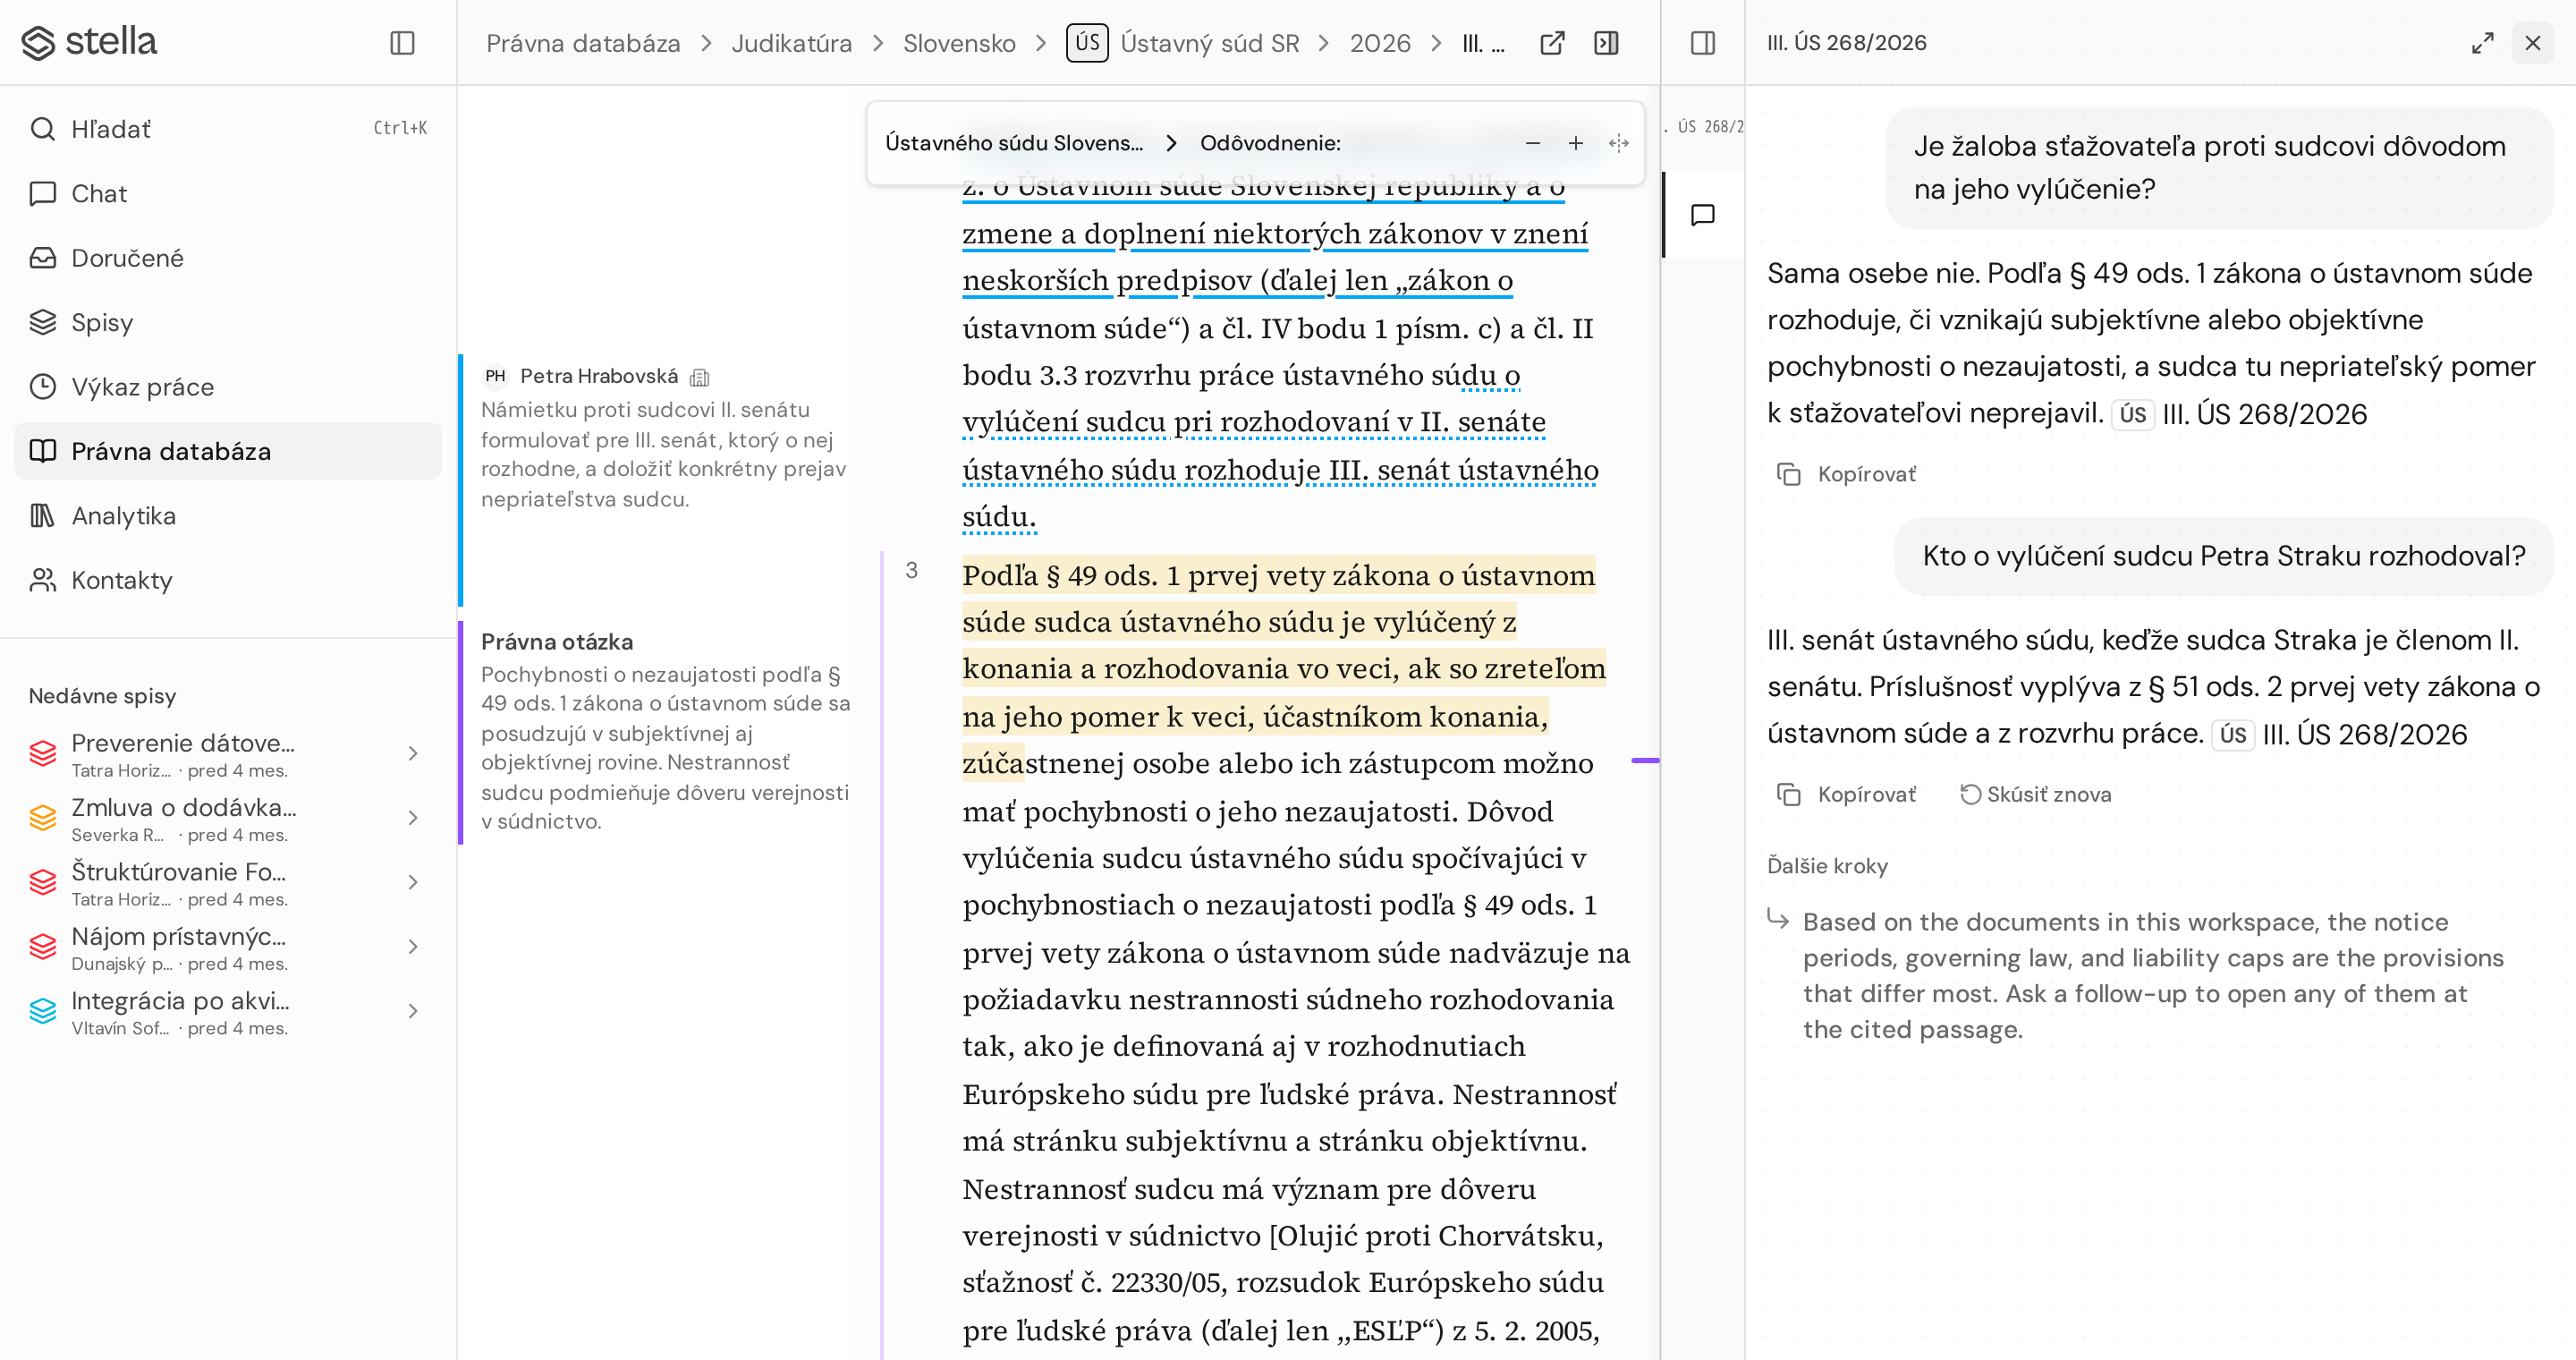 stella
Hľadať
Ctrl+K
Chat
Doručené
Spisy
Výkaz práce
Právna databáza
Analytika
Kontakty
Nedávne spisy
Preverenie dátove...
Tatra Horiz... · pred 4 mes.
Zmluva o dodávka...
Severka R... · pred 4 mes.
Štruktúrovanie Fo...
Tatra Horiz... · pred 4 mes.
Nájom prístavnýc...
Dunajský p... · pred 4 mes.
Integrácia po akvi...
Vltavín Sof... · pred 4 mes.
Právna databáza > Judikatúra > Slovensko > ÚS Ústavný súd SR > 2026 > III. ...
PH Petra Hrabovská
Námietku proti sudcovi II. senátu
formulovať pre III. senát, ktorý o nej
rozhodne, a doložiť konkrétny prejav
nepriateľstva sudcu.
Právna otázka
Pochybnosti o nezaujatosti podľa §
49 ods. 1 zákona o ústavnom súde sa
posudzujú v subjektívnej aj
objektívnej rovine. Nestrannosť
sudcu podmieňuje dôveru verejnosti
v súdnictvo.
Ústavného súdu Slovens... > Odôvodnenie:
z. o Ústavnom súde Slovenskej republiky a o
zmene a doplnení niektorých zákonov v znení
neskorších predpisov (ďalej len „zákon o
ústavnom súde“) a čl. IV bodu 1 písm. c) a čl. II
bodu 3.3 rozvrhu práce ústavného súdu o
vylúčení sudcu pri rozhodovaní v II. senáte
ústavného súdu rozhoduje III. senát ústavného
súdu.
3
Podľa § 49 ods. 1 prvej vety zákona o ústavnom
súde sudca ústavného súdu je vylúčený z
konania a rozhodovania vo veci, ak so zreteľom
na jeho pomer k veci, účastníkom konania,
zúčastnenej osobe alebo ich zástupcom možno
mať pochybnosti o jeho nezaujatosti. Dôvod
vylúčenia sudcu ústavného súdu spočívajúci v
pochybnostiach o nezaujatosti podľa § 49 ods. 1
prvej vety zákona o ústavnom súde nadväzuje na
požiadavku nestrannosti súdneho rozhodovania
tak, ako je definovaná aj v rozhodnutiach
Európskeho súdu pre ľudské práva. Nestrannosť
má stránku subjektívnu a stránku objektívnu.
Nestrannosť sudcu má význam pre dôveru
verejnosti v súdnictvo [Olujić proti Chorvátsku,
sťažnosť č. 22330/05, rozsudok Európskeho súdu
pre ľudské práva (ďalej len „ESĽP“) z 5. 2. 2005,
. ÚS 268/2
III. ÚS 268/2026
Je žaloba sťažovateľa proti sudcovi dôvodom
na jeho vylúčenie?
Sama osebe nie. Podľa § 49 ods. 1 zákona o ústavnom súde
rozhoduje, či vznikajú subjektívne alebo objektívne
pochybnosti o nezaujatosti, a sudca tu nepriateľský pomer
k sťažovateľovi neprejavil. ÚS III. ÚS 268/2026
Kopírovať
Kto o vylúčení sudcu Petra Straku rozhodoval?
III. senát ústavného súdu, keďže sudca Straka je členom II.
senátu. Príslušnosť vyplýva z § 51 ods. 2 prvej vety zákona o
ústavnom súde a z rozvrhu práce. ÚS III. ÚS 268/2026
Kopírovať
Skúsiť znova
Ďalšie kroky
Based on the documents in this workspace, the notice
periods, governing law, and liability caps are the provisions
that differ most. Ask a follow-up to open any of them at
the cited passage.